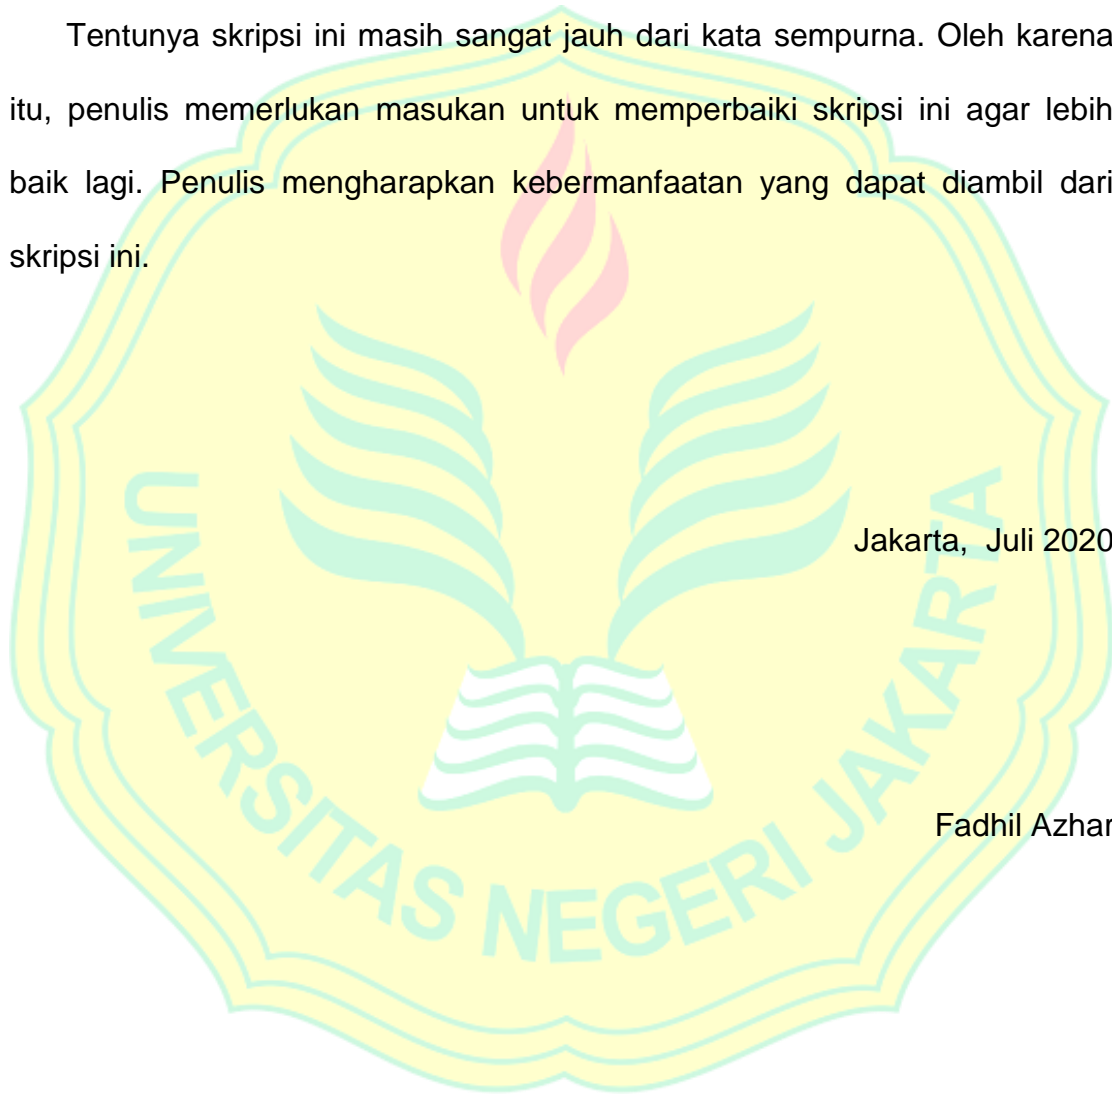 Tentunya skripsi ini masih sangat jauh dari kata sempurna. Oleh karena
itu, penulis memerlukan masukan untuk memperbaiki skripsi ini agar lebih
baik lagi. Penulis mengharapkan kebermanfaatan yang dapat diambil dari
skripsi ini.
Jakarta, Juli 2020
Fadhil Azhar
UNIVERSITAS NEGERI JAKARTA